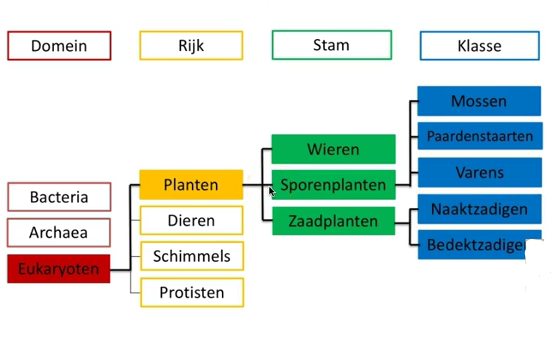 Domein
Rijk
Stam
Klasse
Bacteria
Archaea
Eukaryoten
Planten
Dieren
Schimmels
Protisten
Wieren
Sporenplanten
Zaadplanten
Mossen
Paardenstaarten
Varens
Naaktzadigen
Bedektzadigen